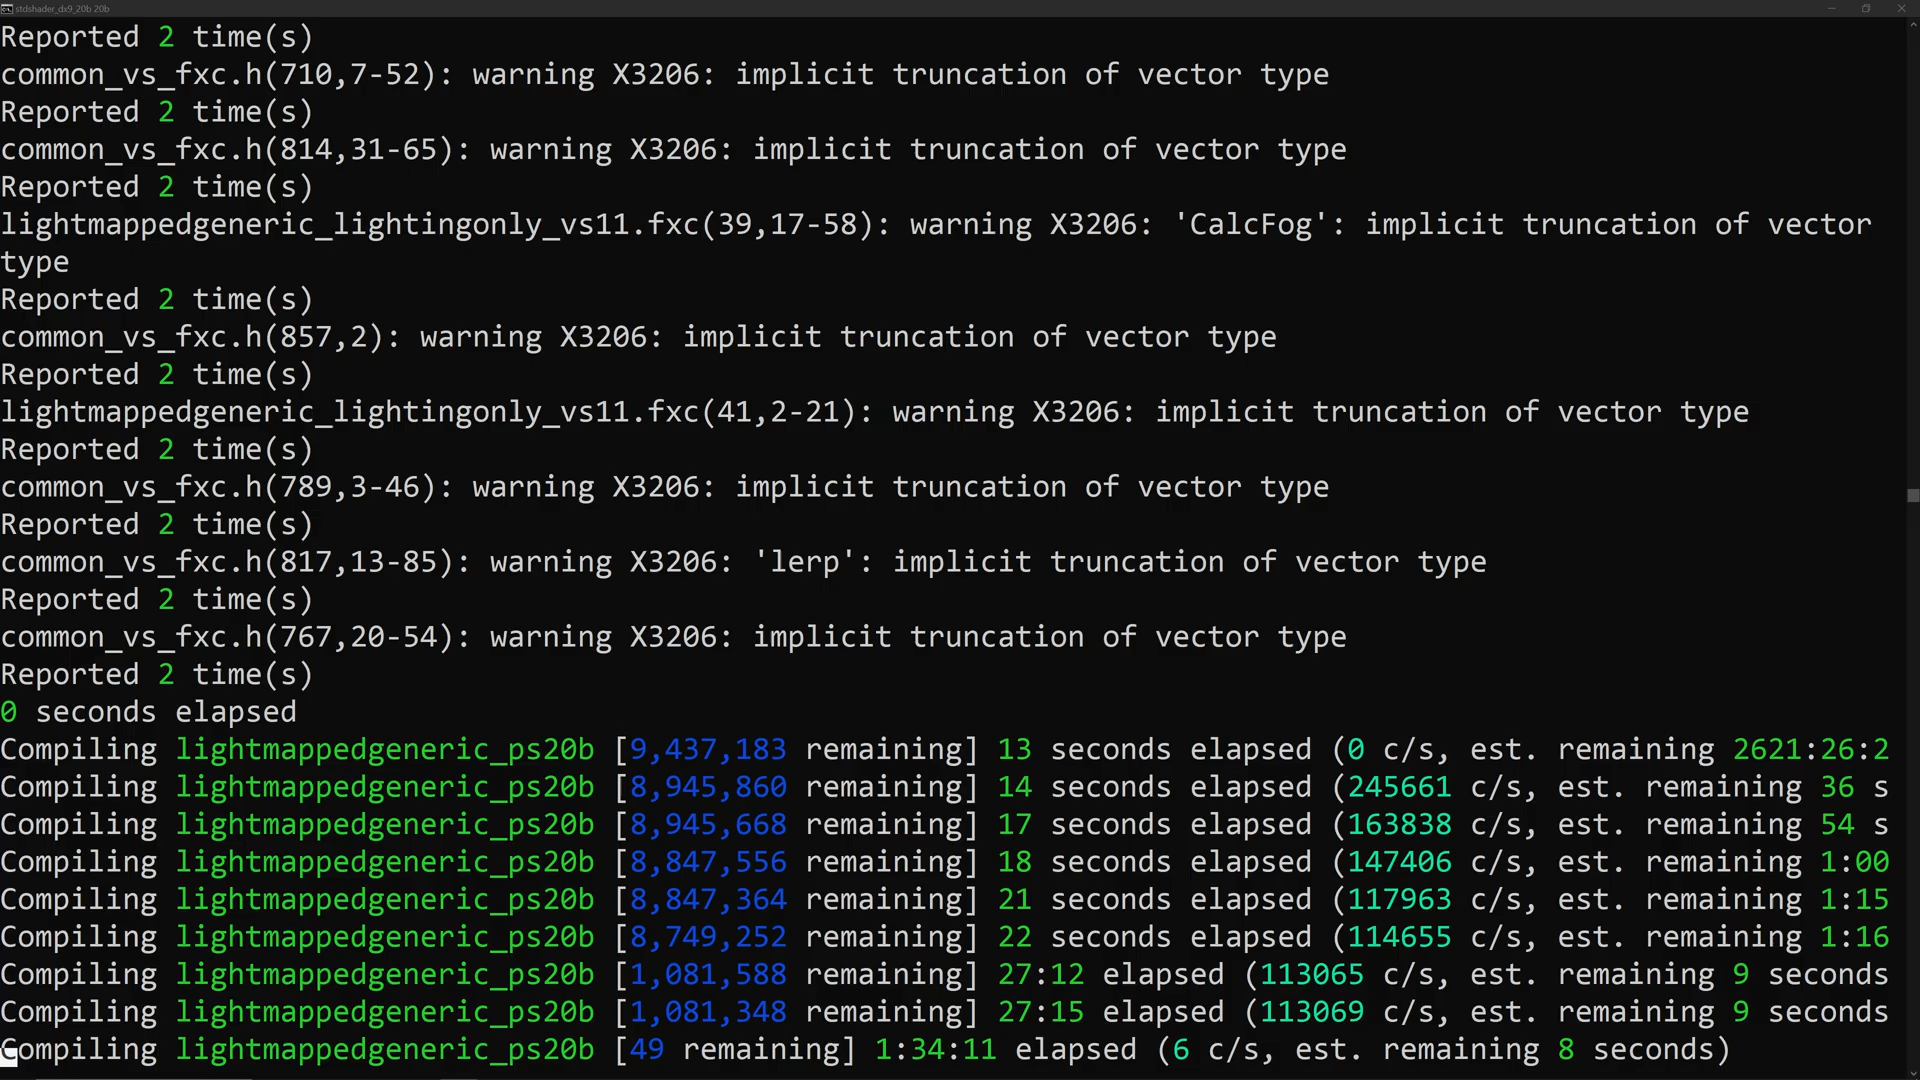 stdshader_dx9_20b 20b
Reported 2 time(s)
common_vs_fxc.h(710,7-52): warning X3206: implicit truncation of vector type
Reported 2 time(s)
common_vs_fxc.h(814,31-65): warning X3206: implicit truncation of vector type
Reported 2 time(s)
lightmappedgeneric_lightingonly_vs11.fxc(39,17-58): warning X3206: 'CalcFog': implicit truncation of vector
type
Reported 2 time(s)
common_vs_fxc.h(857,2): warning X3206: implicit truncation of vector type
Reported 2 time(s)
lightmappedgeneric_lightingonly_vs11.fxc(41,2-21): warning X3206: implicit truncation of vector type
Reported 2 time(s)
common_vs_fxc.h(789,3-46): warning X3206: implicit truncation of vector type
Reported 2 time(s)
common_vs_fxc.h(817,13-85): warning X3206: 'lerp': implicit truncation of vector type
Reported 2 time(s)
common_vs_fxc.h(767,20-54): warning X3206: implicit truncation of vector type
Reported 2 time(s)
0 seconds elapsed
Compiling lightmappedgeneric_ps20b [9,437,183 remaining] 13 seconds elapsed (0 c/s, est. remaining 2621:26:2
Compiling lightmappedgeneric_ps20b [8,945,860 remaining] 14 seconds elapsed (245661 c/s, est. remaining 36 s
Compiling lightmappedgeneric_ps20b [8,945,668 remaining] 17 seconds elapsed (163838 c/s, est. remaining 54 s
Compiling lightmappedgeneric_ps20b [8,847,556 remaining] 18 seconds elapsed (147406 c/s, est. remaining 1:00
Compiling lightmappedgeneric_ps20b [8,847,364 remaining] 21 seconds elapsed (117963 c/s, est. remaining 1:15
Compiling lightmappedgeneric_ps20b [8,749,252 remaining] 22 seconds elapsed (114655 c/s, est. remaining 1:16
Compiling lightmappedgeneric_ps20b [1,081,588 remaining] 27:12 elapsed (113065 c/s, est. remaining 9 seconds
Compiling lightmappedgeneric_ps20b [1,081,348 remaining] 27:15 elapsed (113069 c/s, est. remaining 9 seconds
Compiling lightmappedgeneric_ps20b [49 remaining] 1:34:11 elapsed (6 c/s, est. remaining 8 seconds)